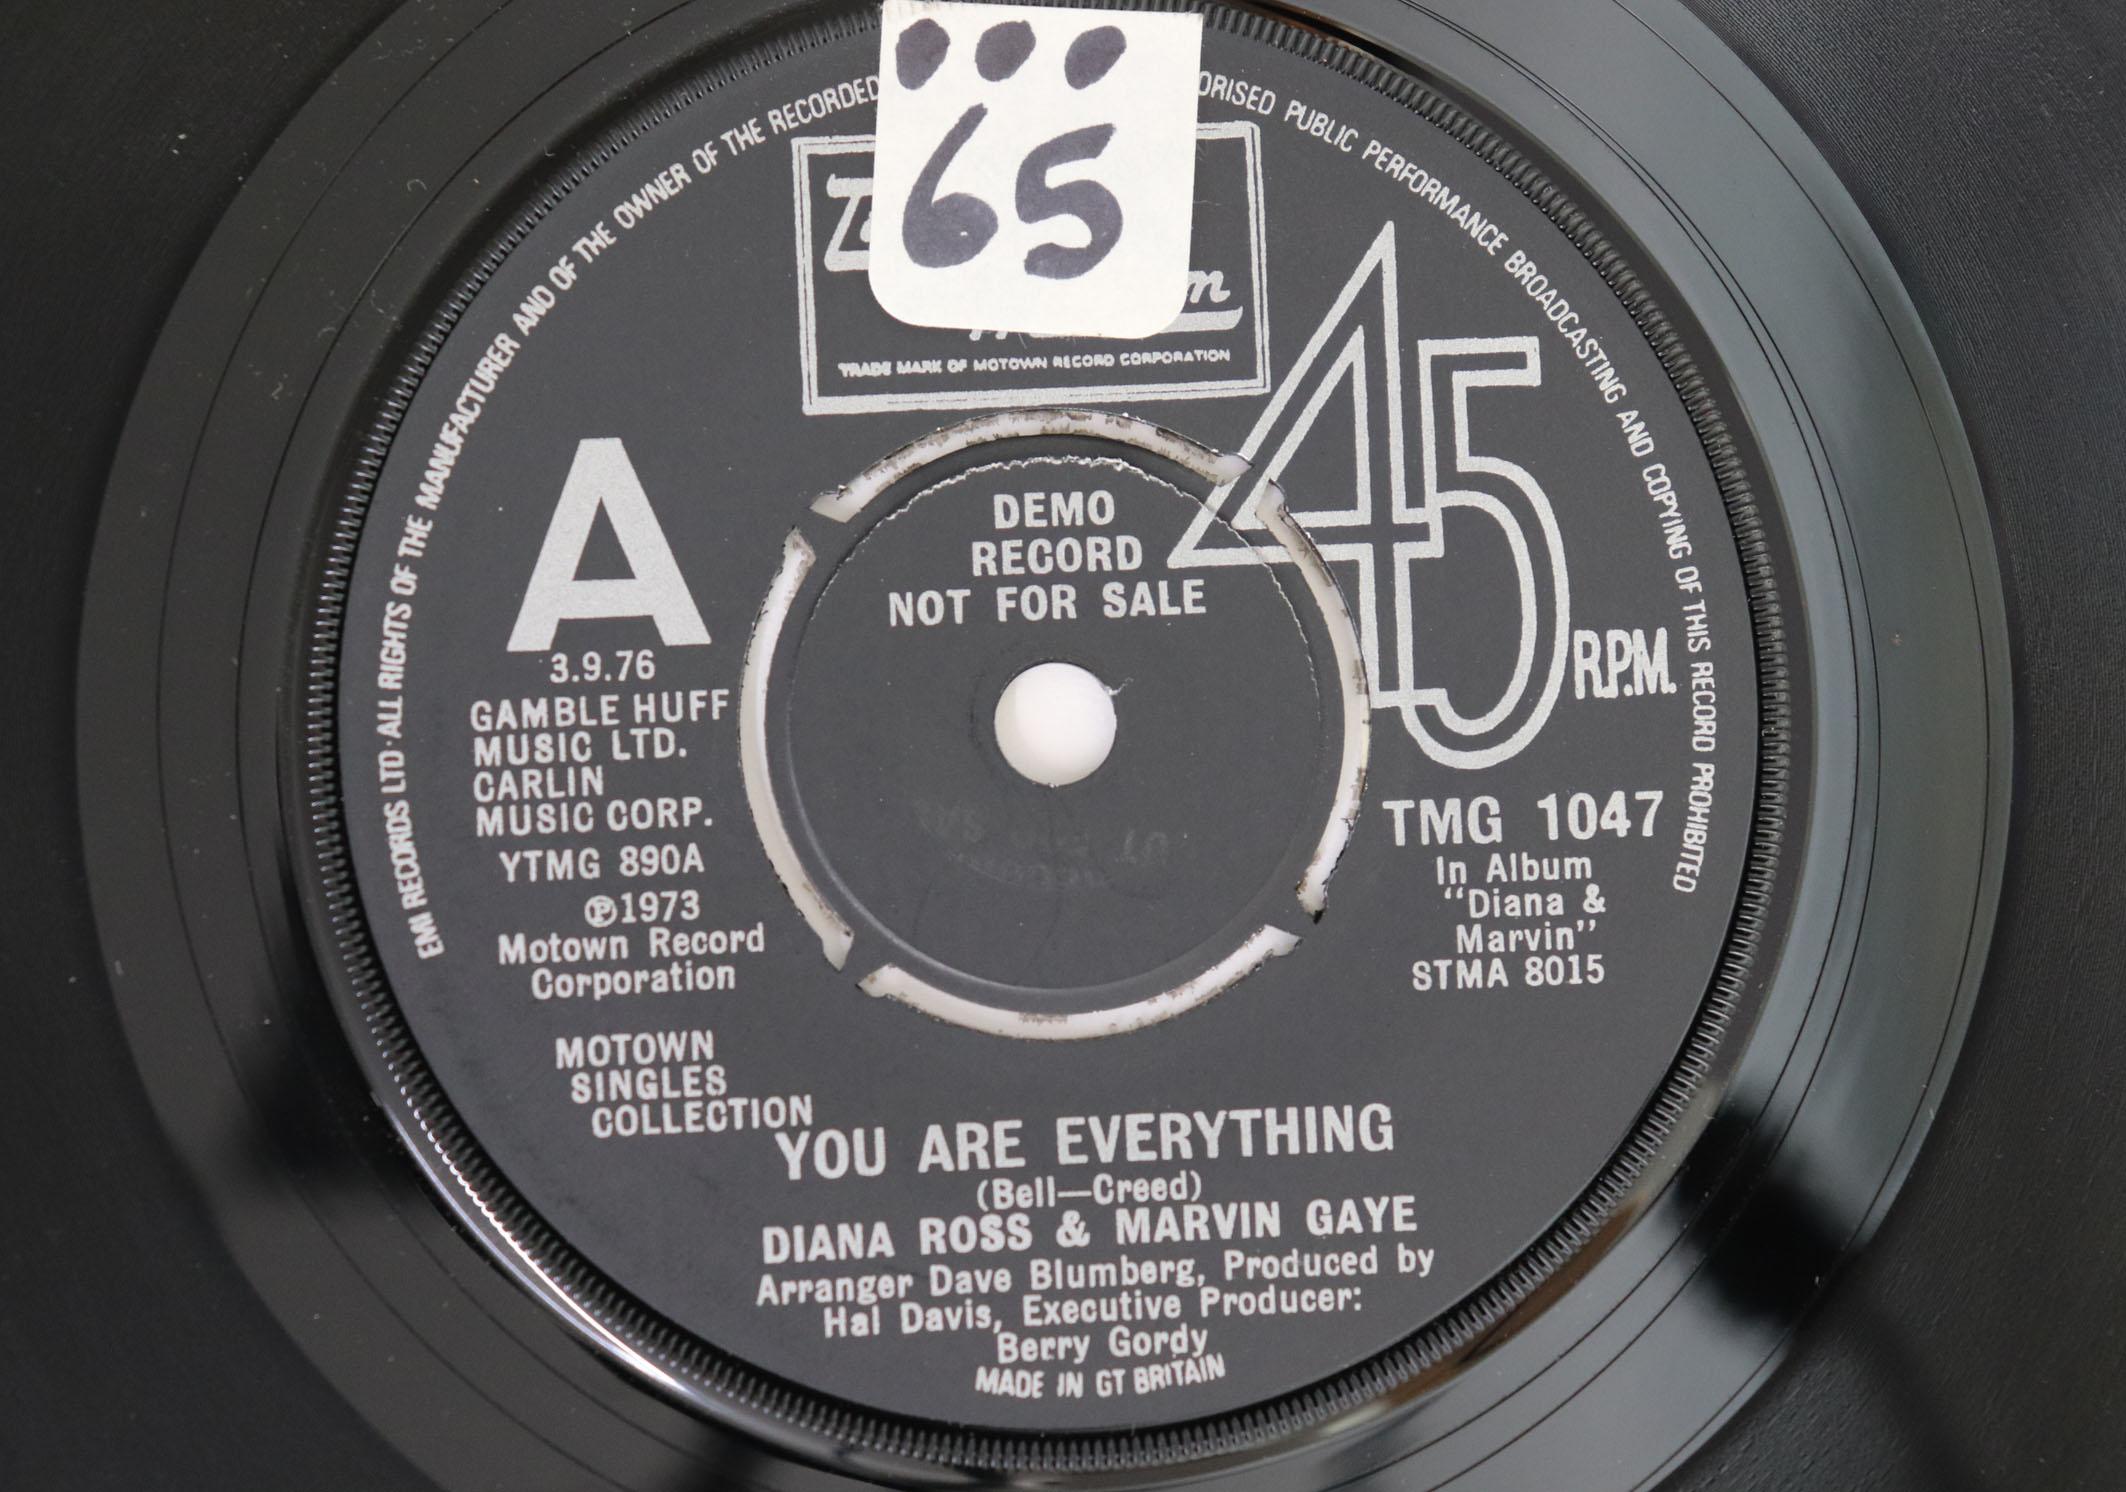 65
EMI RECORDS LTD · ALL RIGHTS OF THE MANUFACTURER AND OF THE OWNER OF THE RECORDED
ORISED PUBLIC PERFORMANCE BROADCASTING AND COPYING OF THIS RECORD PROHIBITED
TRADE MARK OF MOTOWN RECORD CORPORATION
45
R.P.M.
A
DEMO
RECORD
NOT FOR SALE
3.9.76
GAMBLE HUFF
MUSIC LTD.
CARLIN
MUSIC CORP.
YTMG 890A
℗1973
Motown Record
Corporation
TMG 1047
In Album
“Diana &
Marvin”
STMA 8015
MOTOWN
SINGLES
COLLECTION
YOU ARE EVERYTHING
(Bell—Creed)
DIANA ROSS & MARVIN GAYE
Arranger Dave Blumberg, Produced by
Hal Davis, Executive Producer:
Berry Gordy
MADE IN GT BRITAIN